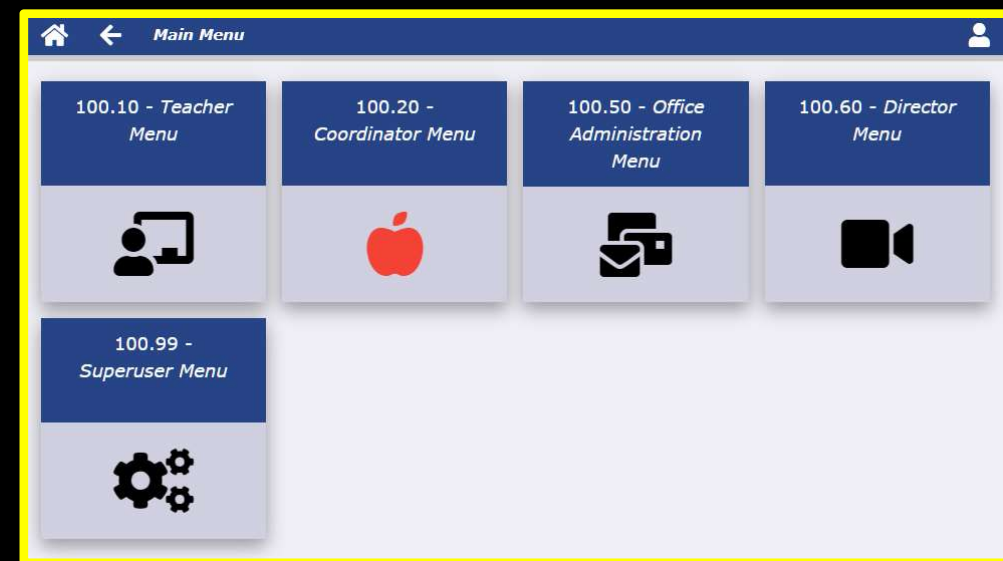 Main Menu
100.10 - Teacher
Menu
100.20 -
Coordinator Menu
100.50 - Office
Administration
Menu
100.60 - Director
Menu
100.99 -
Superuser Menu